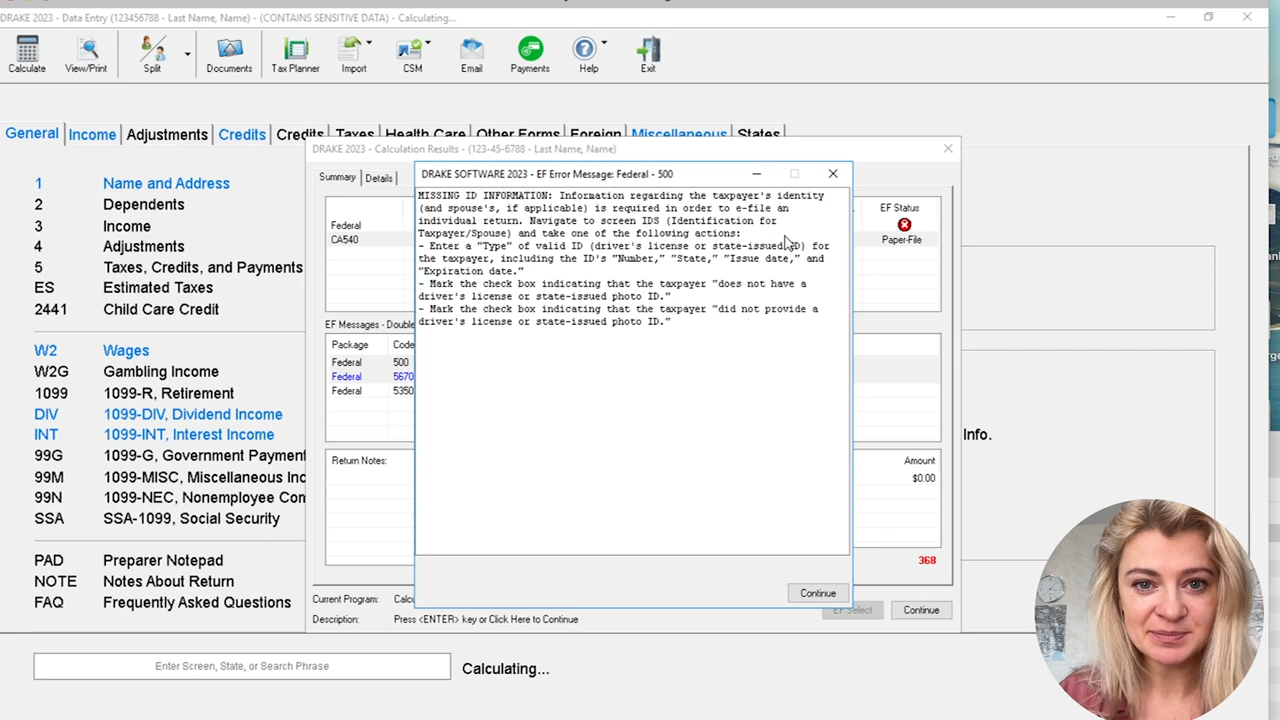 DRAKE 2023 - Data Entry (123456788 - Last Name, Name) - (CONTAINS SENSITIVE DATA) - Calculating...
Calculate View/Print Split Documents Tax Planner Import CSM Email Payments Help Exit
General Income Adjustments Credits Credits Taxes Health Care Other Forms Foreign Miscellaneous States
1 Name and Address
2 Dependents
3 Income
4 Adjustments
5 Taxes, Credits, and Payments
ES Estimated Taxes
2441 Child Care Credit
W2 Wages
W2G Gambling Income
1099 1099-R, Retirement
DIV 1099-DIV, Dividend Income
INT 1099-INT, Interest Income
99G 1099-G, Government Payment
99M 1099-MISC, Miscellaneous Inc
99N 1099-NEC, Nonemployee Con
SSA SSA-1099, Social Security
PAD Preparer Notepad
NOTE Notes About Return
FAQ Frequently Asked Questions
Enter Screen, State, or Search Phrase
Calculating...
DRAKE 2023 - Calculation Results - (123-45-6788 - Last Name, Name)
Summary Details
EF Status
Federal
CA540 Paper-File
EF Messages - Double
Package Code
Federal 500
Federal 5670
Federal 5350
Return Notes: Amount
$0.00
368
Current Program: Calcu
Description: Press <ENTER> key or Click Here to Continue
EF Select Continue
Info.
DRAKE SOFTWARE 2023 - EF Error Message: Federal - 500
MISSING ID INFORMATION: Information regarding the taxpayer's identity
(and spouse's, if applicable) is required in order to e-file an
individual return. Navigate to screen IDS (Identification for
Taxpayer/Spouse) and take one of the following actions:
- Enter a "Type" of valid ID (driver's license or state-issued ID) for
the taxpayer, including the ID's "Number," "State," "Issue date," and
"Expiration date."
- Mark the check box indicating that the taxpayer "does not have a
driver's license or state-issued photo ID."
- Mark the check box indicating that the taxpayer "did not provide a
driver's license or state-issued photo ID."
Continue